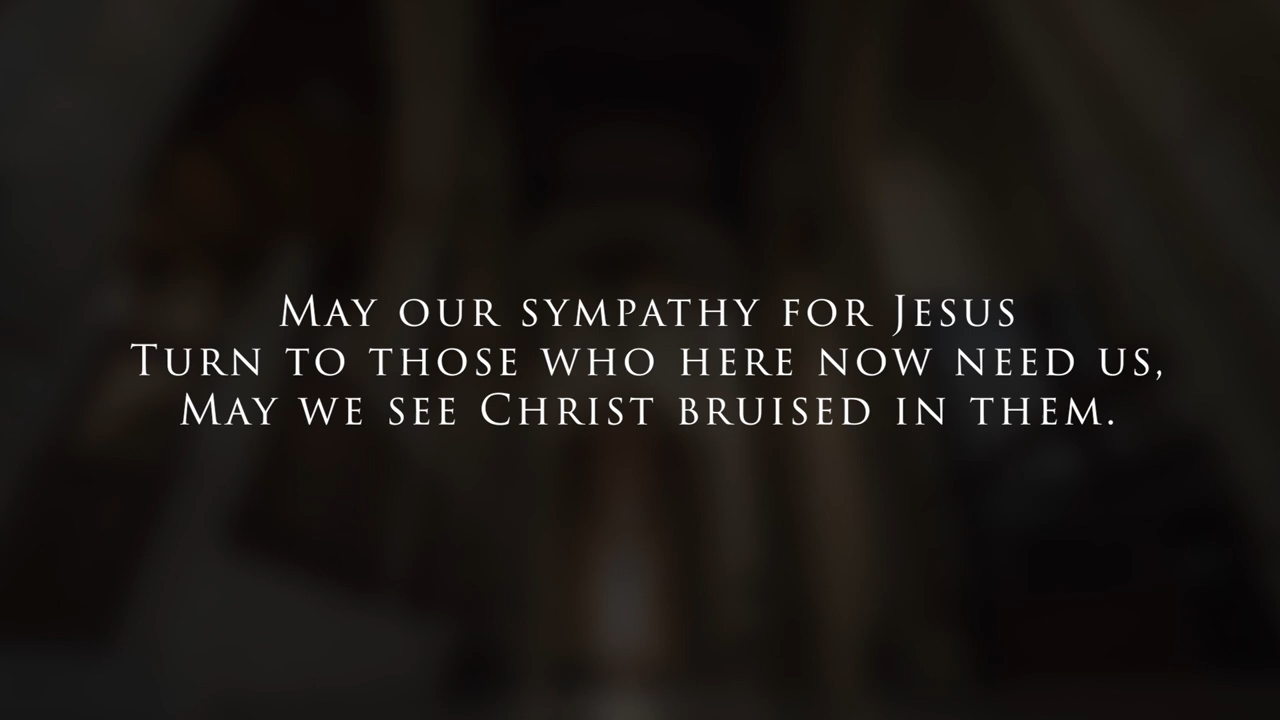 May our sympathy for Jesus
Turn to those who here now need us,
May we see Christ bruised in them.